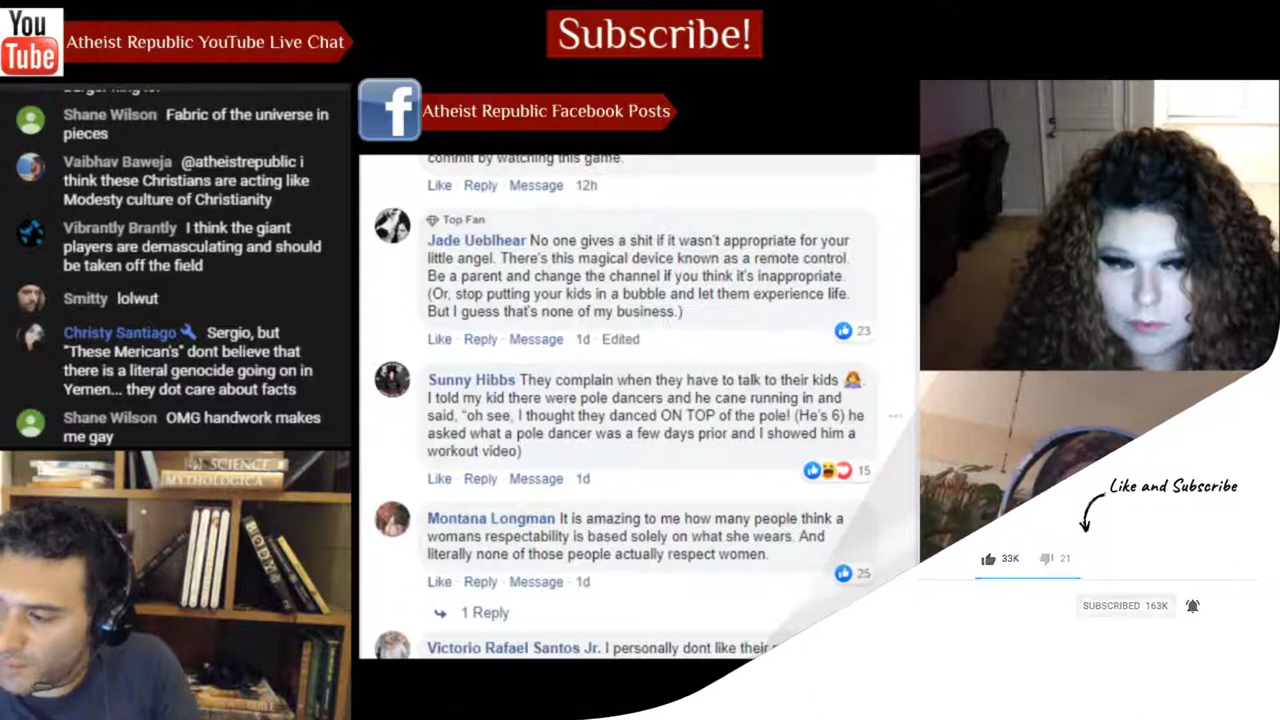 You
Tube
Atheist Republic YouTube Live Chat
Subscribe!
Shane Wilson Fabric of the universe in
pieces
Vaibhav Baweja @atheistrepublic i
think these Christians are acting like
Modesty culture of Christianity
Vibrantly Brantly I think the giant
players are demasculating and should
be taken off the field
Smitty lolwut
Christy Santiago Sergio, but
"These Merican's" dont believe that
there is a literal genocide going on in
Yemen... they dot care about facts
Shane Wilson OMG handwork makes
me gay
SCIENCE
MYTHOLOGICA
f
Atheist Republic Facebook Posts
commit by watching this game.
Like · Reply · Message · 12h
Top Fan
Jade Ueblhear No one gives a shit if it wasn't appropriate for your
little angel. There's this magical device known as a remote control.
Be a parent and change the channel if you think it's inappropriate.
(Or, stop putting your kids in a bubble and let them experience life.
But I guess that's none of my business.)
23
Like · Reply · Message · 1d · Edited
Sunny Hibbs They complain when they have to talk to their kids 🤦‍♀️.
I told my kid there were pole dancers and he cane running in and
said, "oh see, I thought they danced ON TOP of the pole! (He's 6) he
asked what a pole dancer was a few days prior and I showed him a
workout video)
15
Like · Reply · Message · 1d
Montana Longman It is amazing to me how many people think a
womans respectability is based solely on what she wears. And
literally none of those people actually respect women.
25
Like · Reply · Message · 1d
1 Reply
Victorio Rafael Santos Jr. I personally dont like their
Like and Subscribe
33K
21
SUBSCRIBED 163K